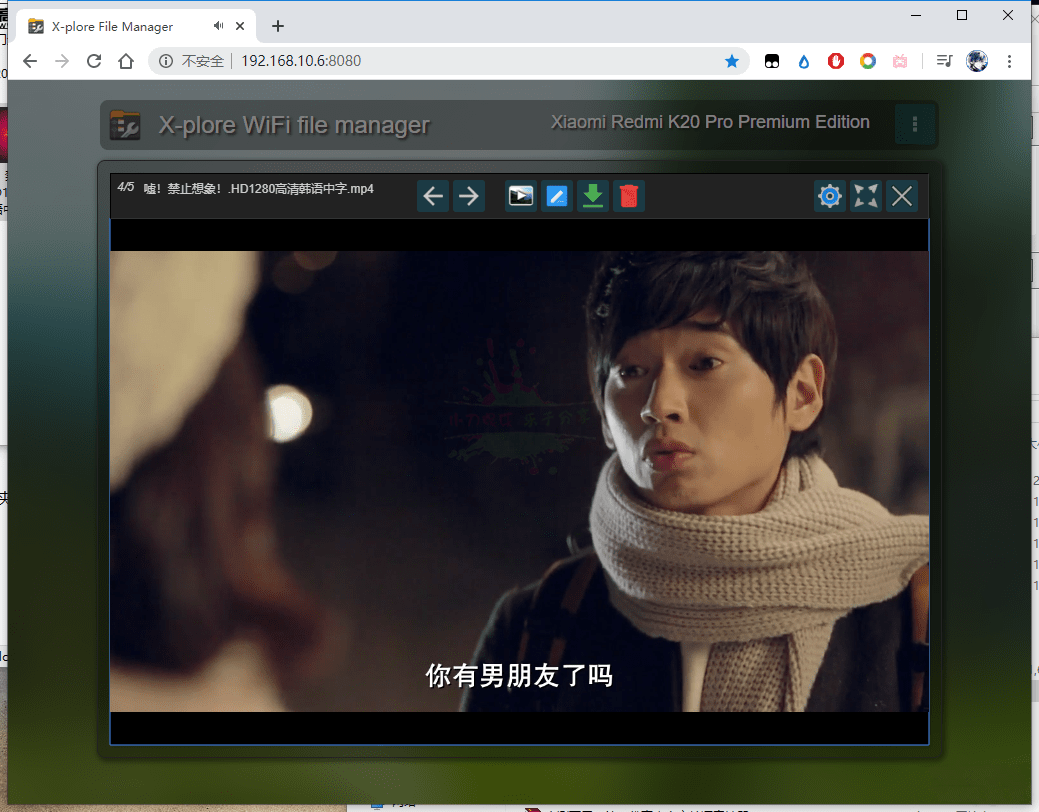 X-plore File Manager
不安全
192.168.10.6:8080
X-plore WiFi file manager
Xiaomi Redmi K20 Pro Premium Edition
4/5 嘘！禁止想象！.HD1280高清韩语中字.mp4
你有男朋友了吗